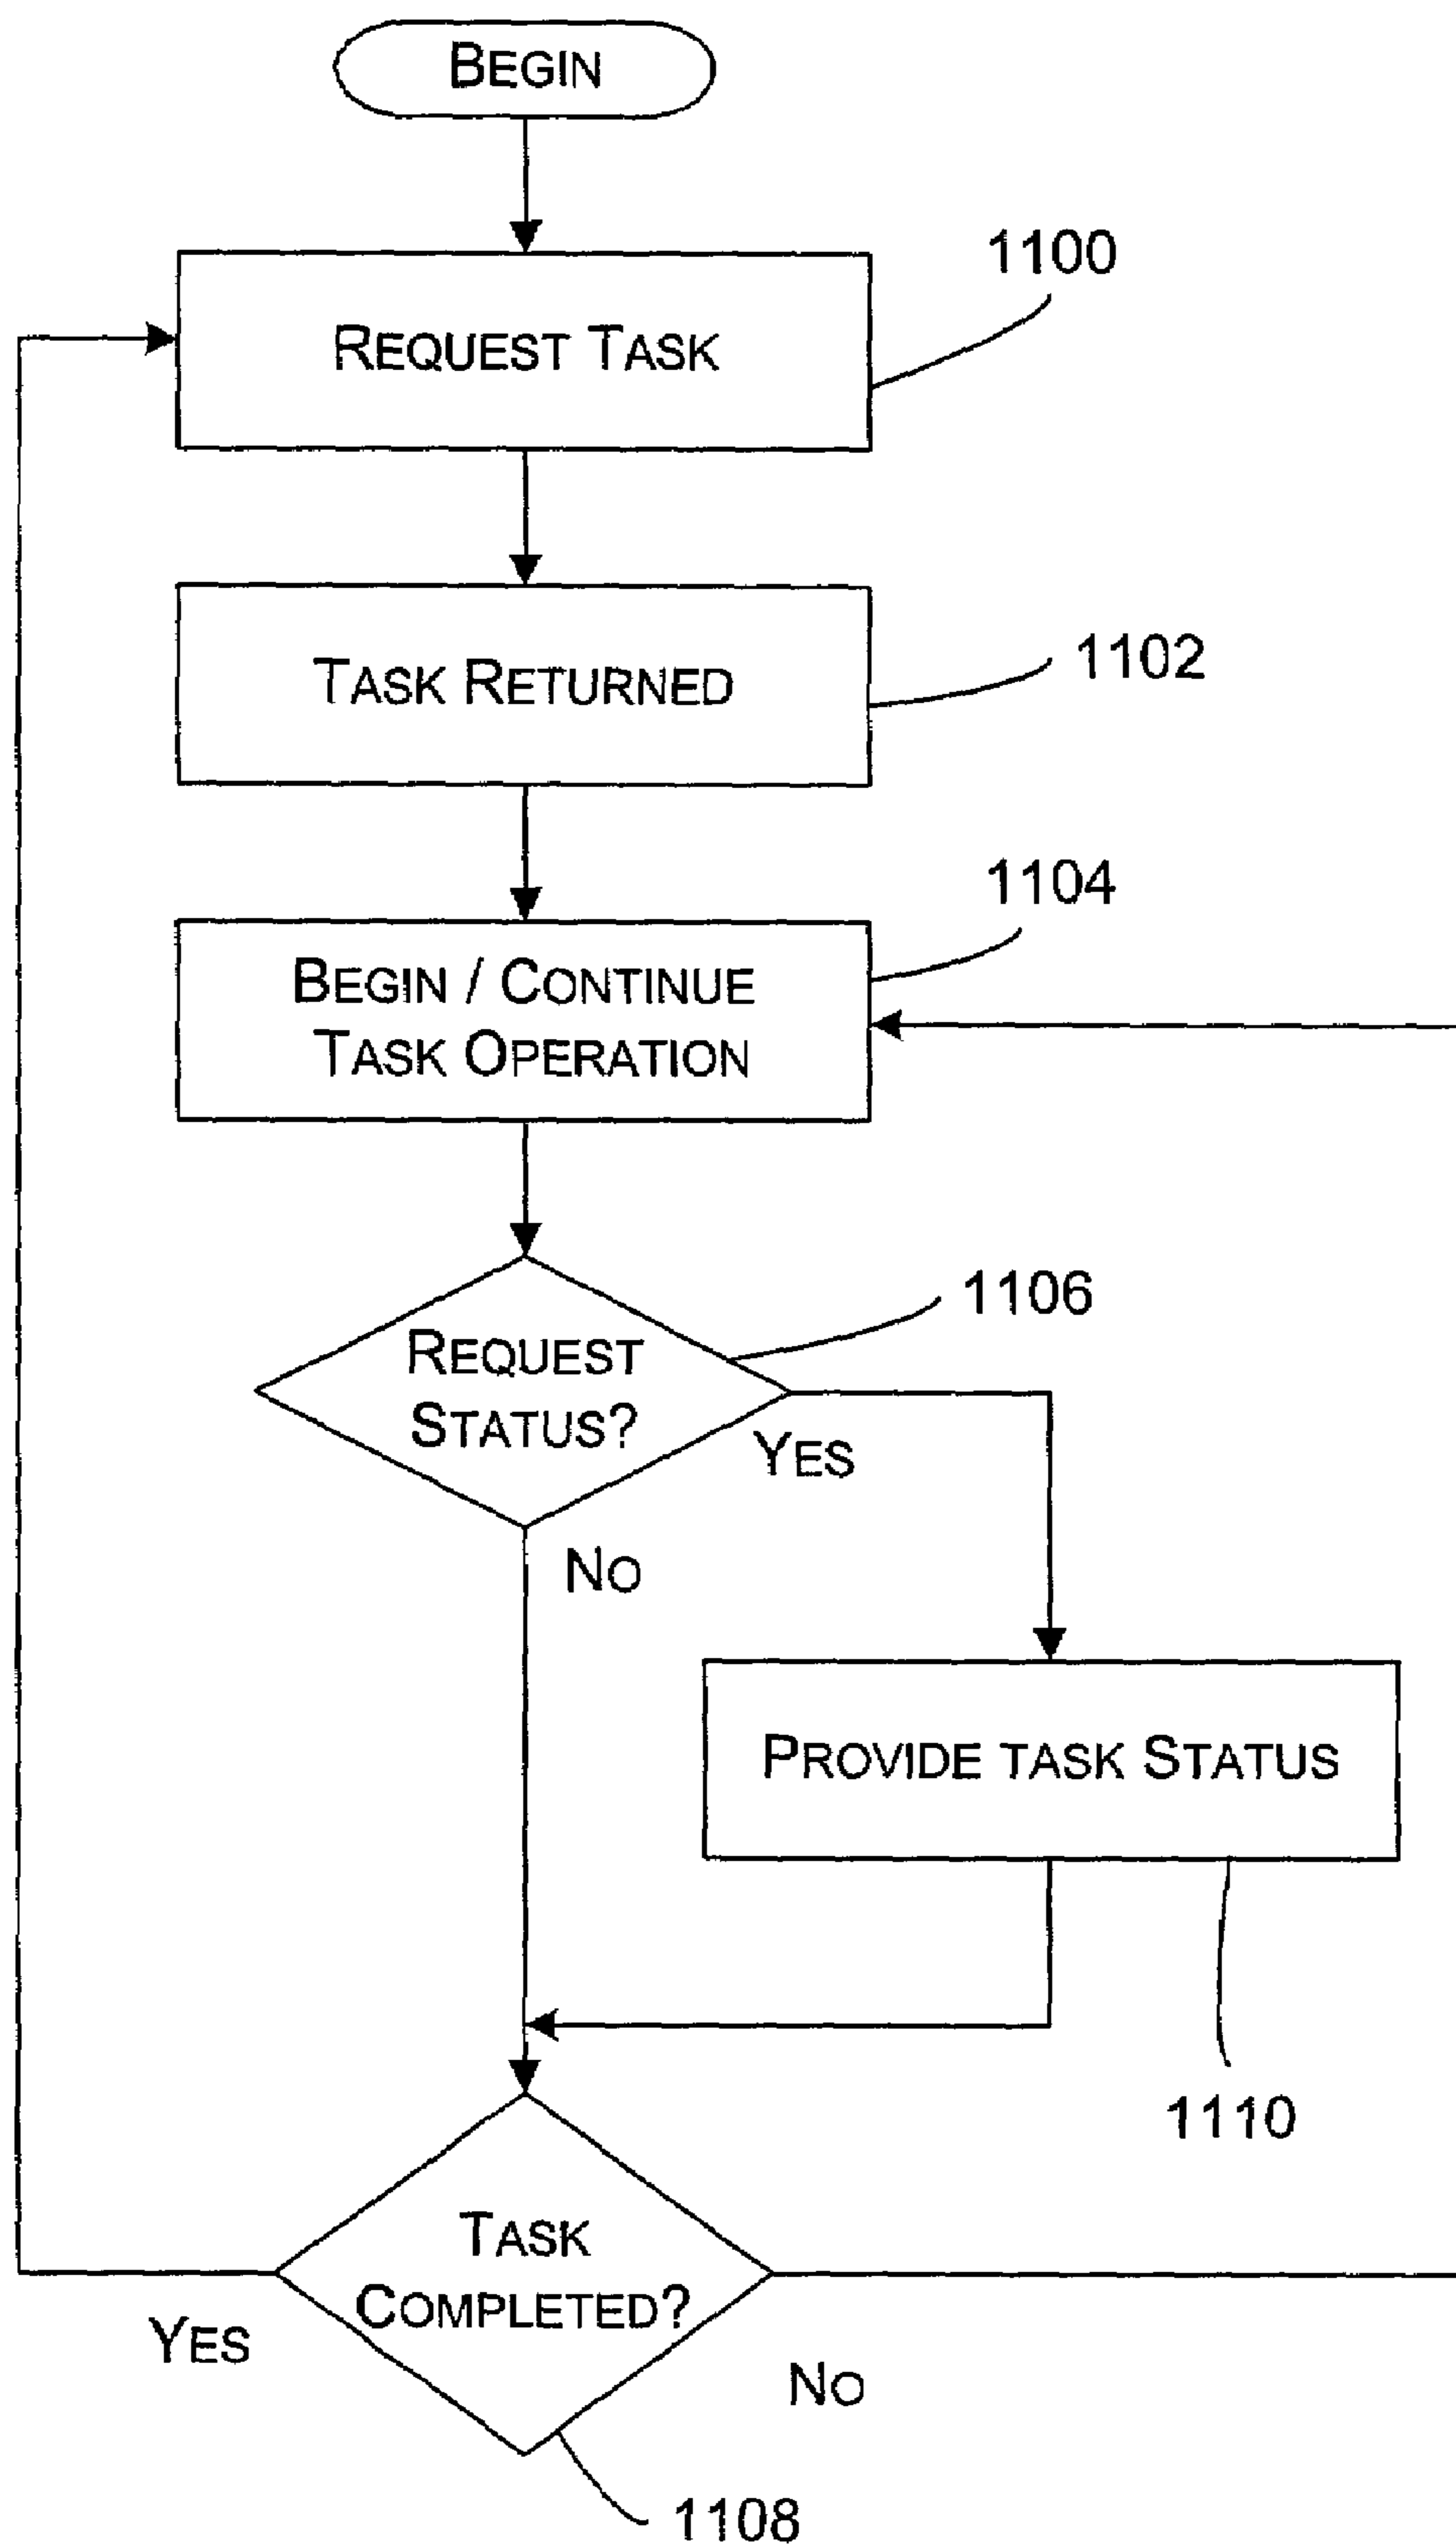 BEGIN
1100
REQUEST TASK
1102
TASK RETURNED
1104
BEGIN / CONTINUE
TASK OPERATION
1106
REQUEST
STATUS?
YES
NO
PROVIDE TASK STATUS
1110
TASK
COMPLETED?
YES
NO
1108